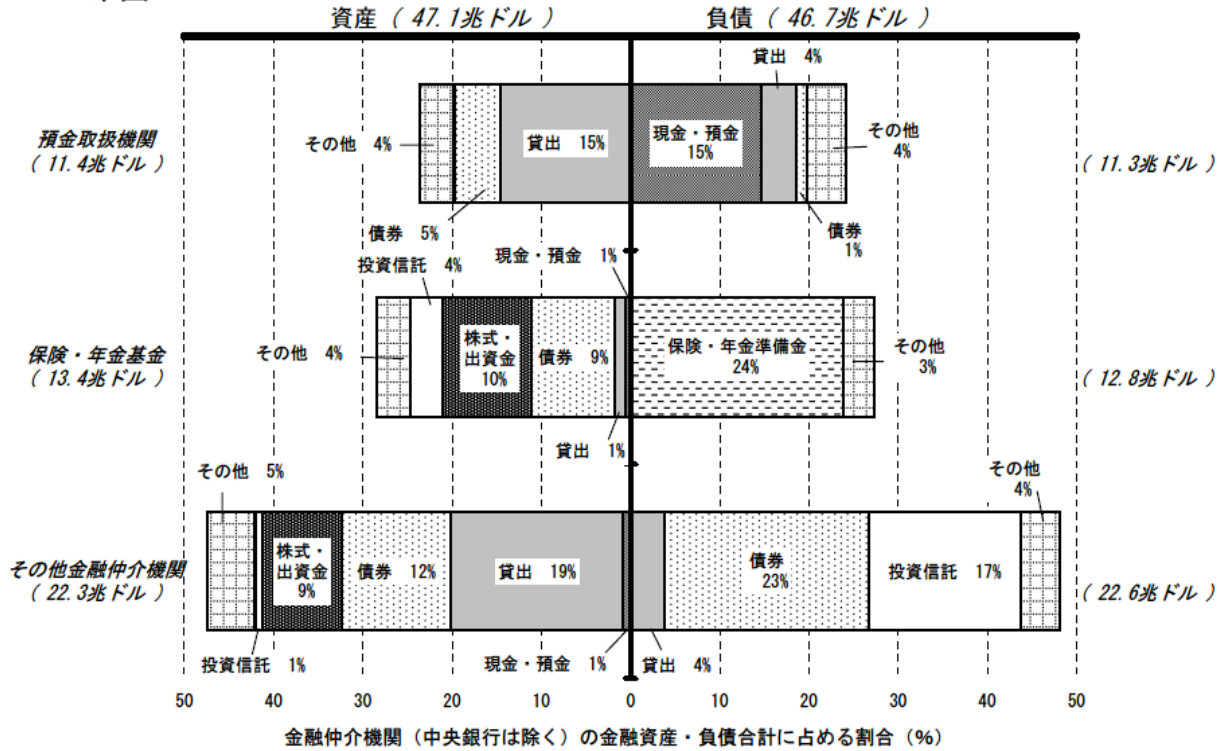 資産 ( 47.1兆ドル ) 負債 ( 46.7兆ドル )
貸出 4%
預金取扱機関
( 11.4兆ドル )
その他 4%
貸出 15%
現金・預金
15%
その他
4%
( 11.3兆ドル )
債券 5%
債券
1%
投資信託 4%
現金・預金 1%
保険・年金基金
( 13.4兆ドル )
その他 4%
株式・
出資金
10%
債券 9%
保険・年金準備金
24%
その他
3%
( 12.8兆ドル )
貸出 1%
その他 5%
その他
4%
その他金融仲介機関
( 22.3兆ドル )
株式・
出資金
9%
債券 12%
貸出 19%
債券
23%
投資信託 17%
( 22.6兆ドル )
投資信託 1%
現金・預金 1%
貸出 4%
50 40 30 20 10 0 10 20 30 40 50
金融仲介機関（中央銀行は除く）の金融資産・負債合計に占める割合（%）